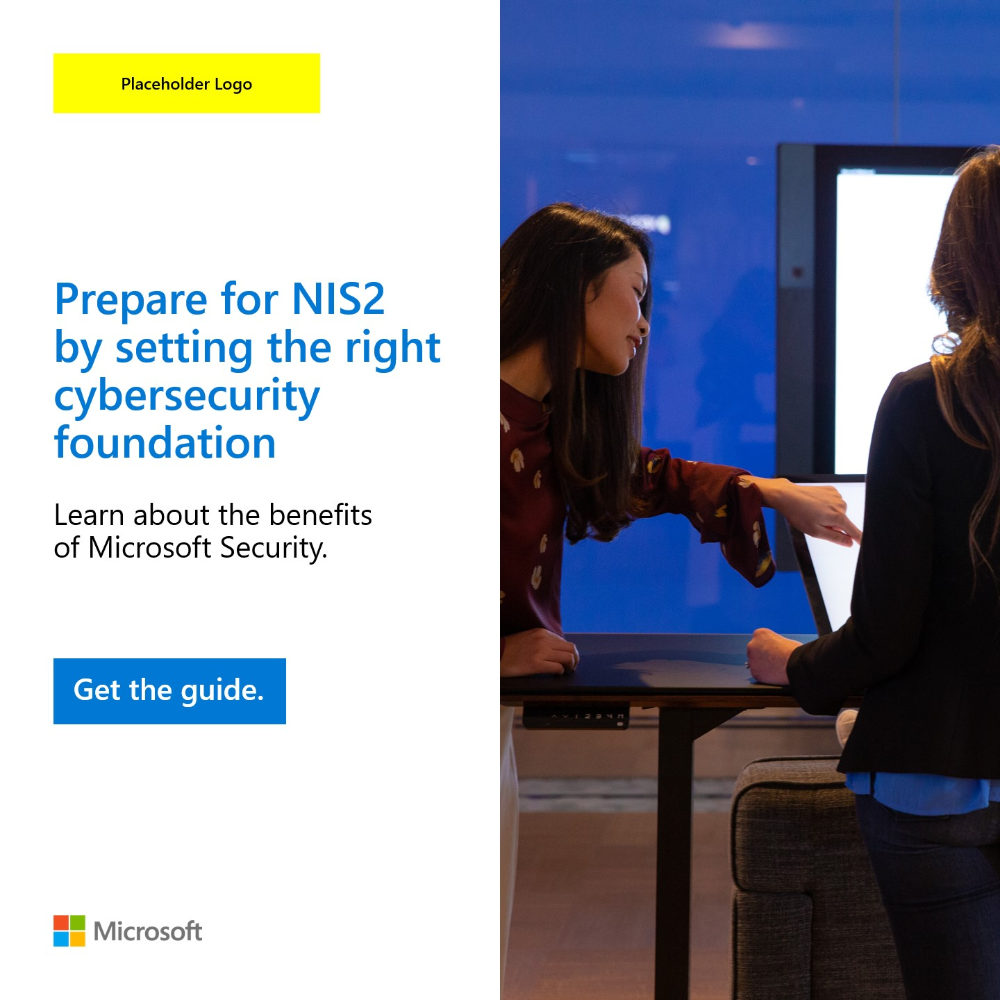 Placeholder Logo
Prepare for NIS2
by setting the right
cybersecurity
foundation
Learn about the benefits
of Microsoft Security.
Get the guide.
Microsoft